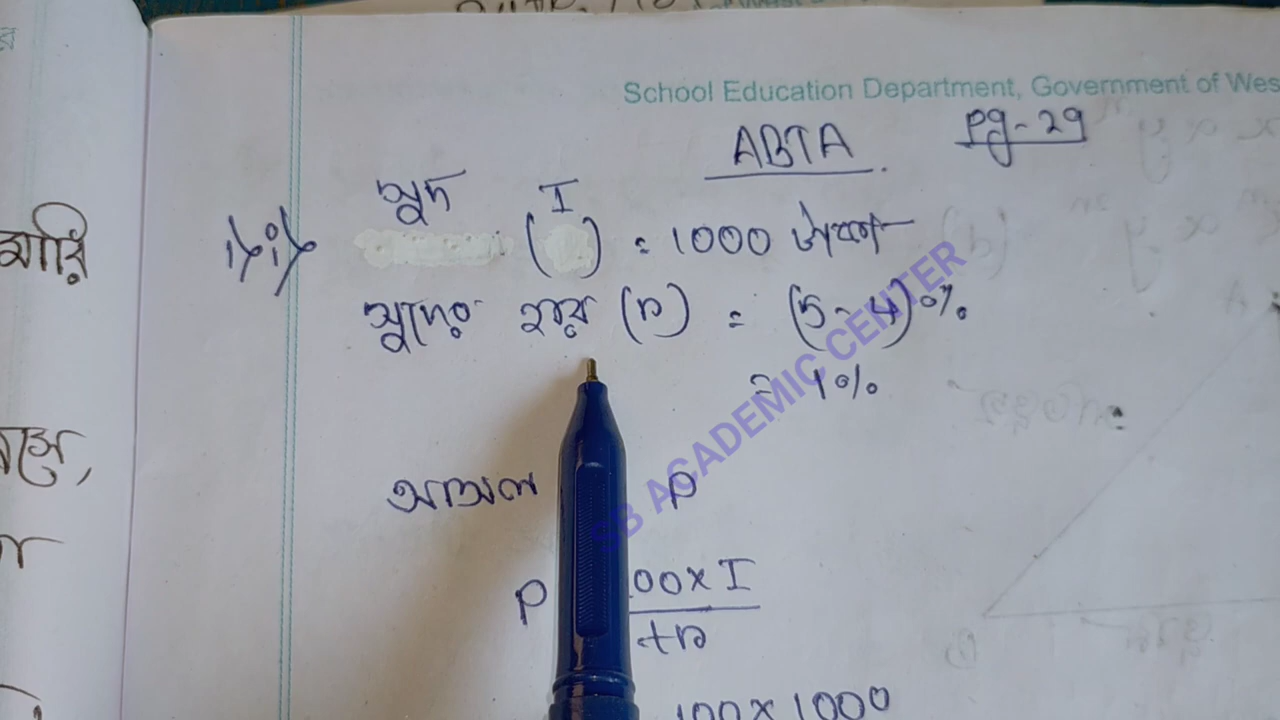 School Education Department, Government of Wes
ABTA Pg-29
সুদ (I) = 1000 টাকা
সুদের হার (r) = (5-4)%
= 1%
আসল P
P 00×I
tr
100×1000
SB ACADEMIC CENTER